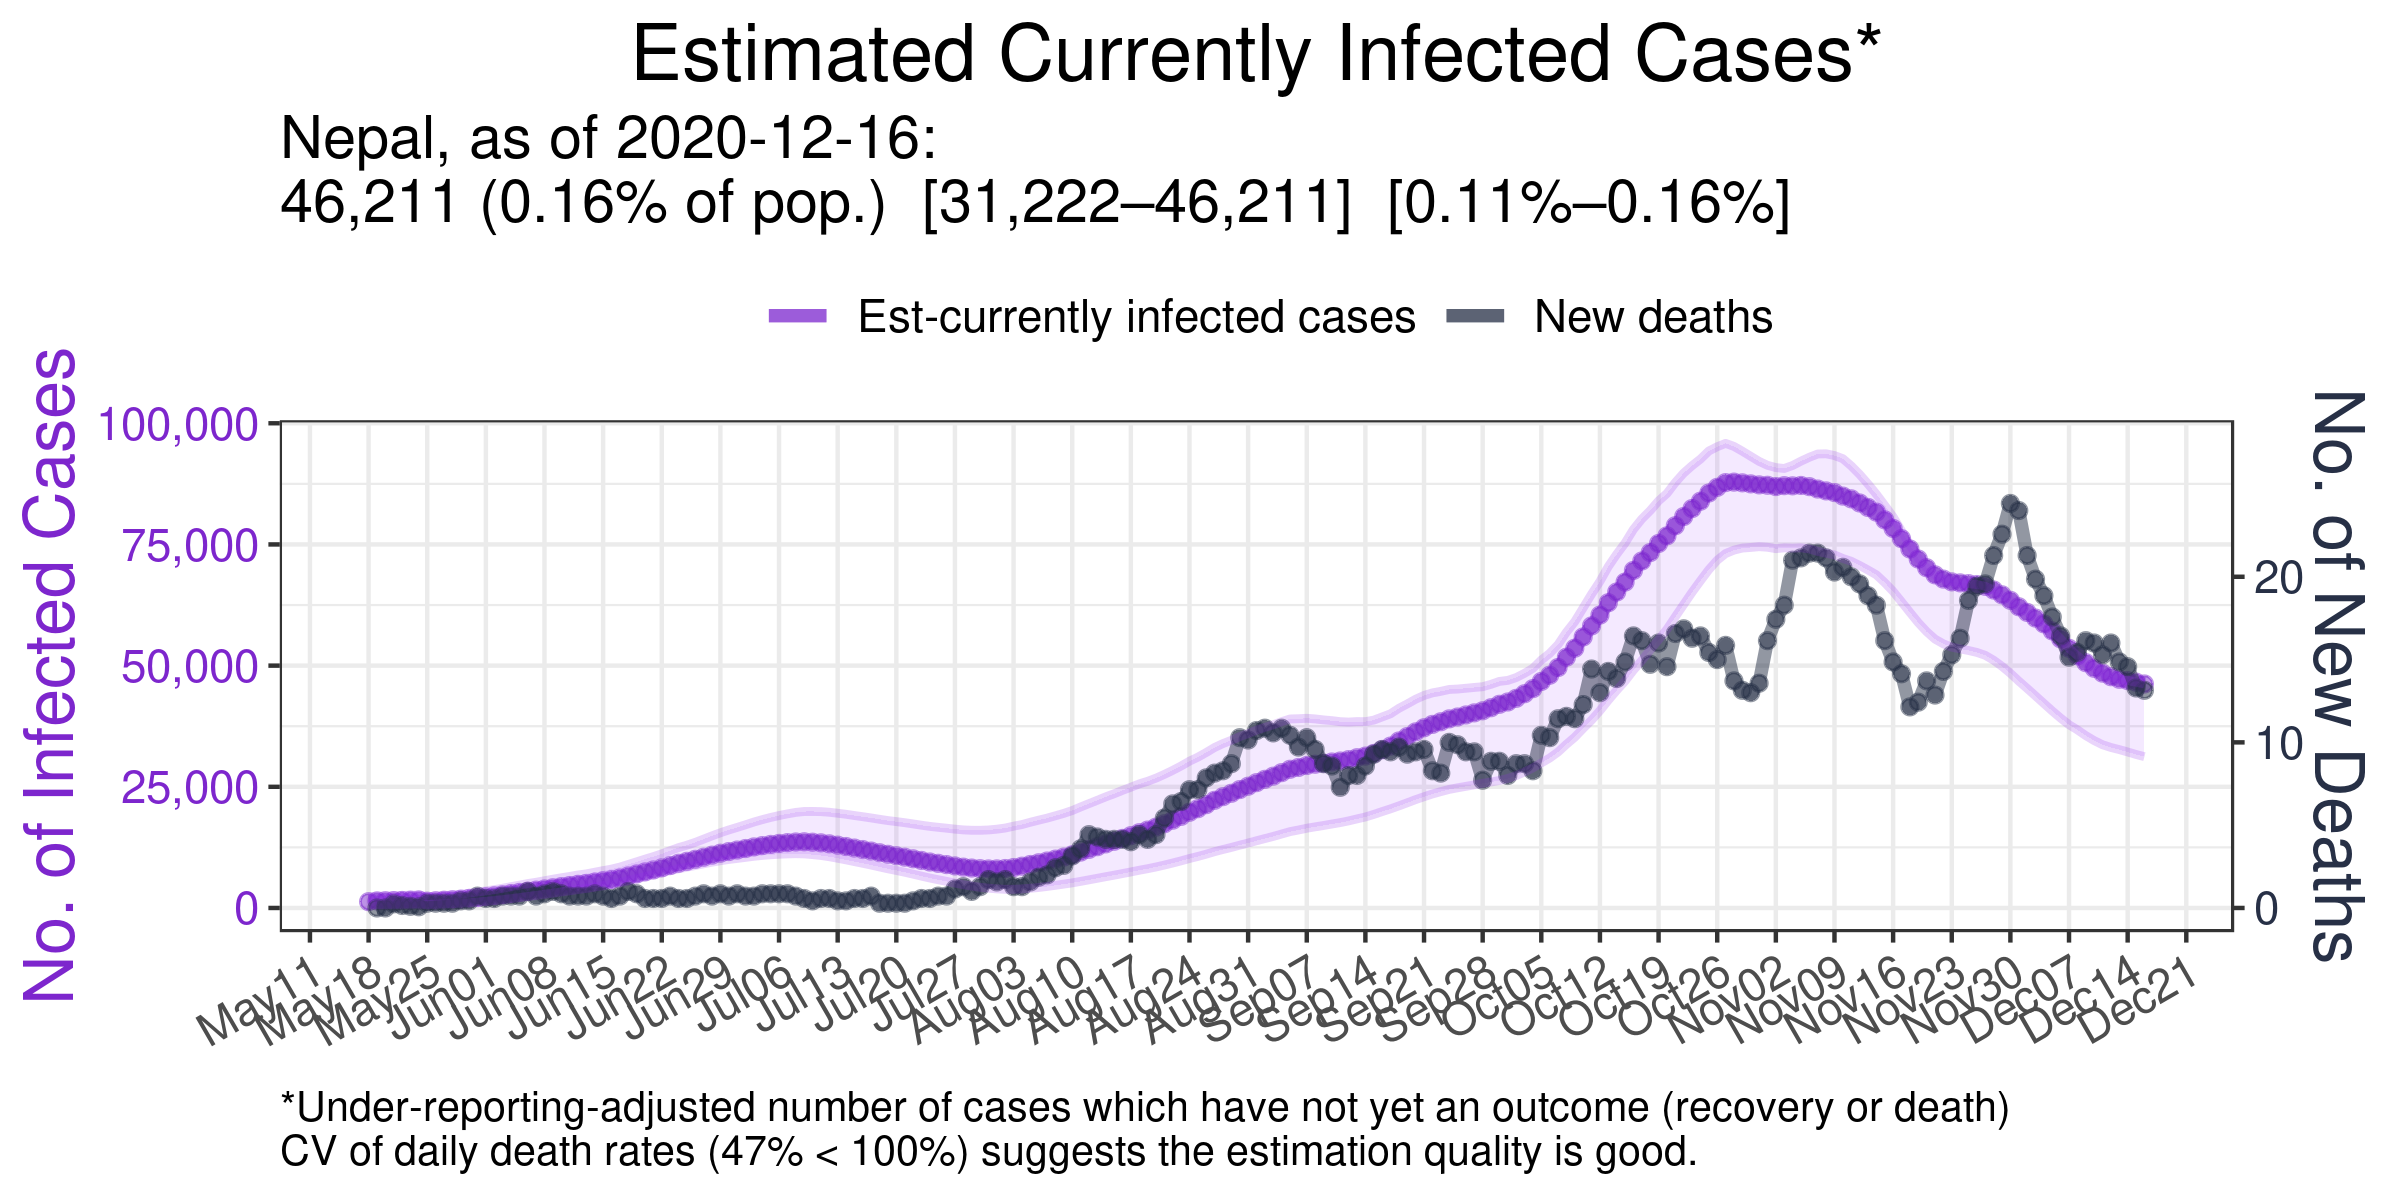 Estimated Currently Infected Cases*
Nepal, as of 2020-12-16:
46,211 (0.16% of pop.)  [31,222–46,211]  [0.11%–0.16%]
Est-currently infected cases
New deaths
No. of Infected Cases
100,000
75,000
50,000
25,000
0
No. of New Deaths
20
10
0
May11
May18
May25
Jun01
Jun08
Jun15
Jun22
Jun29
Jul06
Jul13
Jul20
Jul27
Aug03
Aug10
Aug17
Aug24
Aug31
Sep07
Sep14
Sep21
Sep28
Oct05
Oct12
Oct19
Oct26
Nov02
Nov09
Nov16
Nov23
Nov30
Dec07
Dec14
Dec21
*Under-reporting-adjusted number of cases which have not yet an outcome (recovery or death)
CV of daily death rates (47% < 100%) suggests the estimation quality is good.